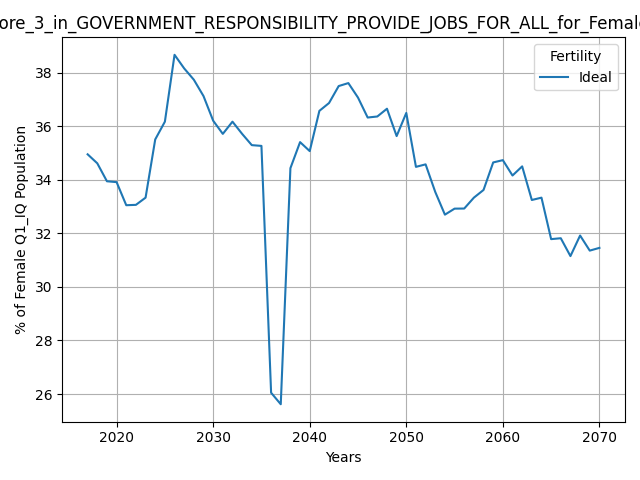 ore_3_in_GOVERNMENT_RESPONSIBILITY_PROVIDE_JOBS_FOR_ALL_for_Female
Fertility
Ideal
38
36
34
32
30
28
26
% of Female Q1_IQ Population
2020 2030 2040 2050 2060 2070
Years